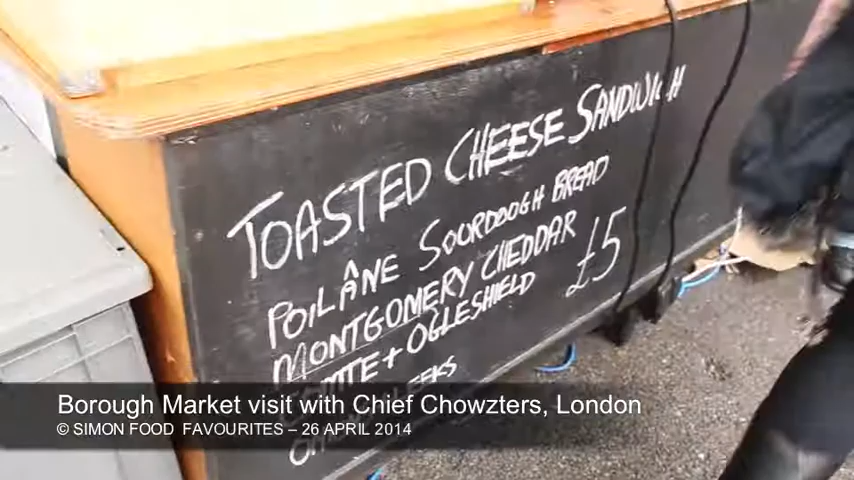 TOASTED CHEESE SANDWICH
POILÂNE SOURDOUGH BREAD
MONTGOMERY CHEDDAR
+ OGLESHIELD £5
LEEKS
Borough Market visit with Chief Chowzters, London
© SIMON FOOD FAVOURITES – 26 APRIL 2014